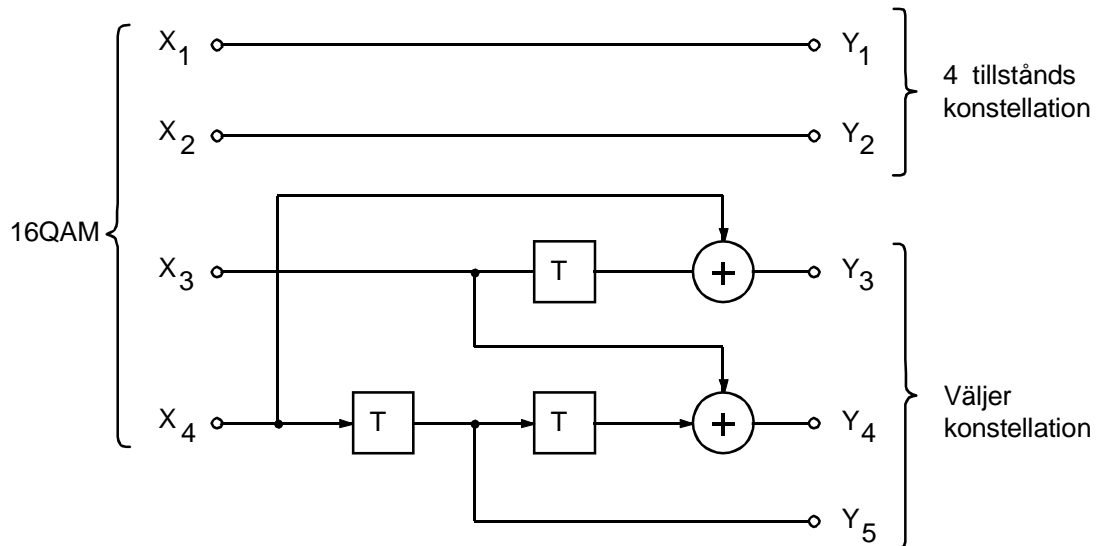 X1
Y1
4 tillstånds
konstellation
X2
Y2
16QAM
X3
T
+
Y3
X4
T
T
+
Y4
Väljer
konstellation
Y5